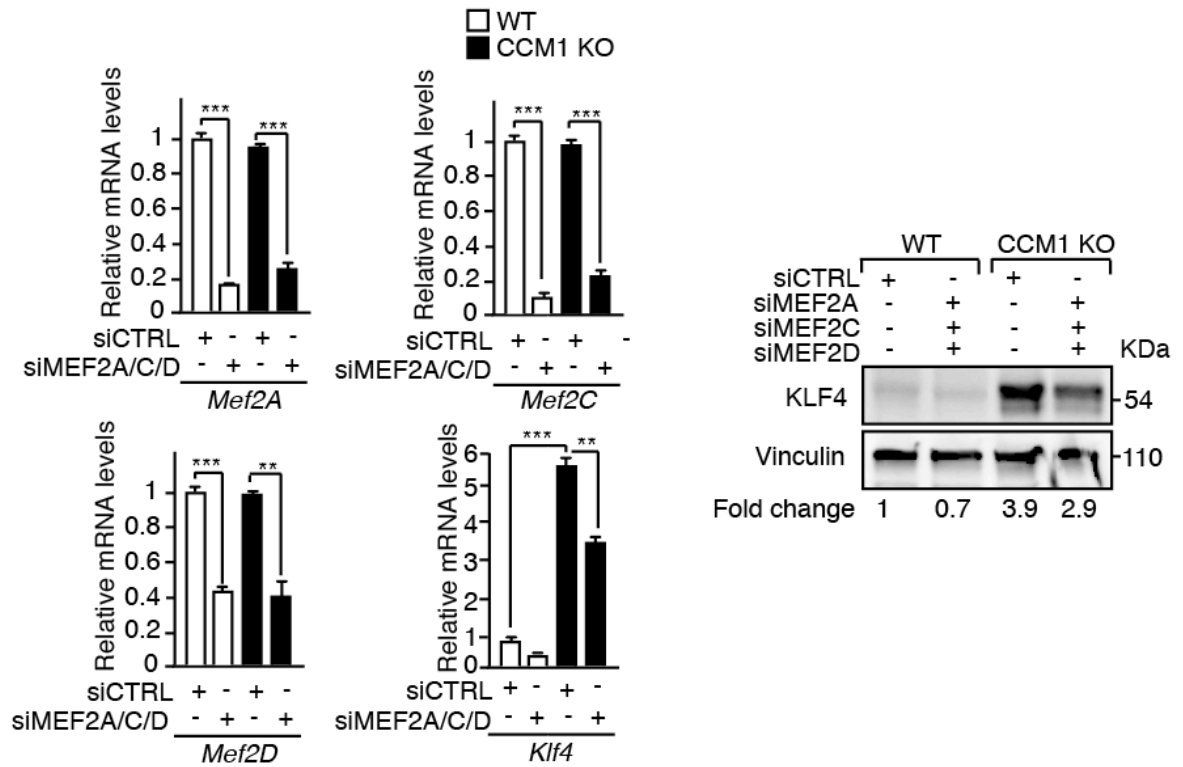 WT
CCM1 KO
Relative mRNA levels
***
***
1
0.8
0.6
0.4
0.2
0
siCTRL + - + -
siMEF2A/C/D - + - +
Mef2A
Relative mRNA levels
***
***
1
0.8
0.6
0.4
0.2
0
siCTRL + - + -
siMEF2A/C/D - + - +
Mef2C
Relative mRNA levels
***
**
1
0.8
0.6
0.4
0.2
0
siCTRL + - + -
siMEF2A/C/D - + - +
Mef2D
Relative mRNA levels
***
**
6
5
4
3
2
1
0
siCTRL + - + -
siMEF2A/C/D - + - +
Klf4
WT CCM1 KO
siCTRL + - + -
siMEF2A - + - +
siMEF2C - + - +
siMEF2D - + - +
KDa
KLF4 -54
Vinculin -110
Fold change 1 0.7 3.9 2.9